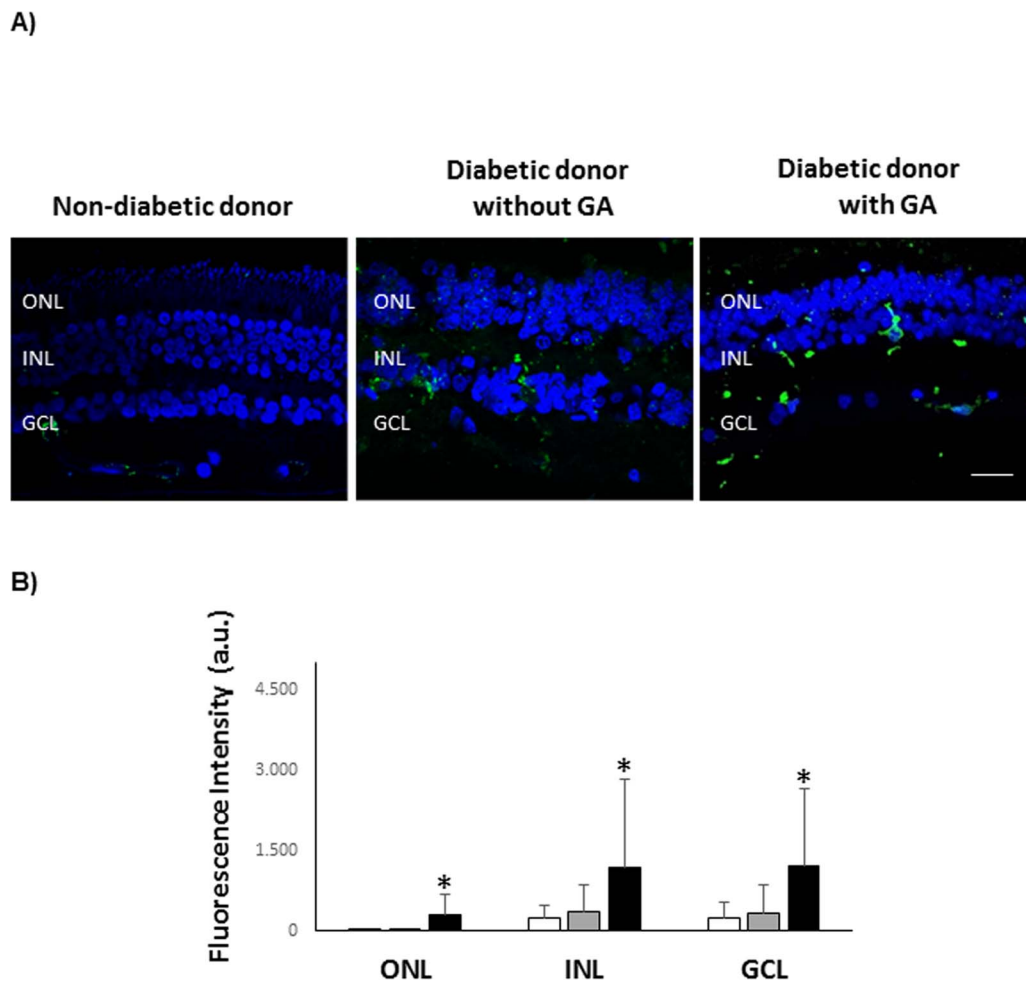 A)
Non-diabetic donor
Diabetic donor
without GA
Diabetic donor
with GA
ONL
INL
GCL
ONL
INL
GCL
ONL
INL
GCL
B)
Fluorescence Intensity (a.u.)
4.500
3.000
1.500
0
*
*
*
ONL
INL
GCL